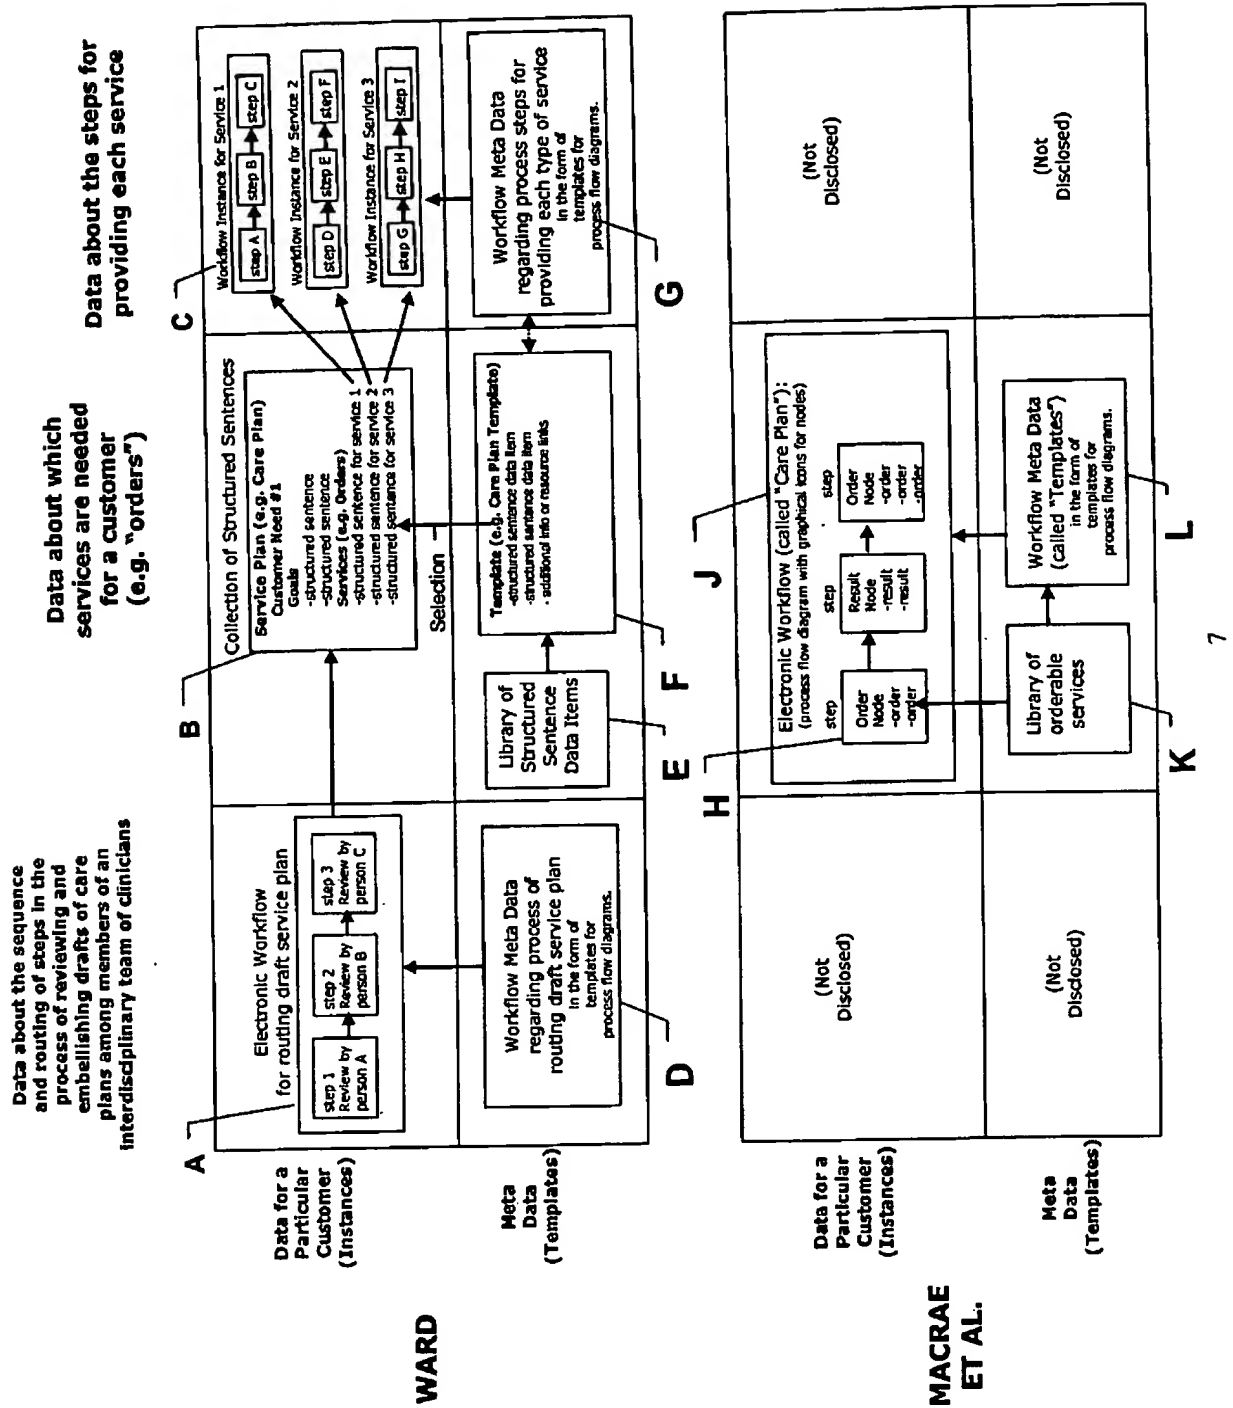 Data about the sequence
and routing of steps in the
process of reviewing and
embellishing drafts of care
plans among members of an
interdisciplinary team of clinicians
Data about which
services are needed
for a customer
(e.g. "orders")
Data about the steps for
providing each service
WARD
Data for a
Particular
Customer
(Instances)
A
Electronic Workflow
for routing draft service plan
step 1
Review by
person A
step 2
Review by
person B
step 3
Review by
person C
B
Collection of Structured Sentences
Service Plan (e.g. Care Plan)
Customer Need #1
Goals
-structured sentence
-structured sentence
Services (e.g. Orders)
-structured sentence for service 1
-structured sentence for service 2
-structured sentence for service 3
Selection
C
Workflow Instance for Service 1
step A
step B
step C
Workflow Instance for Service 2
step D
step E
step F
Workflow Instance for Service 3
step G
step H
step I
Meta
Data
(Templates)
Workflow Meta Data
regarding process of
routing draft service plan
in the form of
templates for
process flow diagrams.
D
Library of
Structured
Sentence
Data Items
E
Template (e.g. Care Plan Template)
-structured sentence data item
-structured sentence data item
- additional info or resource links
F
Workflow Meta Data
regarding process steps for
providing each type of service
in the form of
templates for
process flow diagrams.
G
MACRAE
ET AL.
Data for a
Particular
Customer
(Instances)
(Not
Disclosed)
H
J
Electronic Workflow (called "Care Plan"):
(process flow diagram with graphical icons for nodes)
step
Order
Node
-order
-order
step
Result
Node
-result
-result
step
Order
Node
-order
-order
-order
(Not
Disclosed)
Meta
Data
(Templates)
(Not
Disclosed)
Library of
orderable
services
K
Workflow Meta Data
(called "Templates")
in the form of
templates for
process flow diagrams.
L
(Not
Disclosed)
7